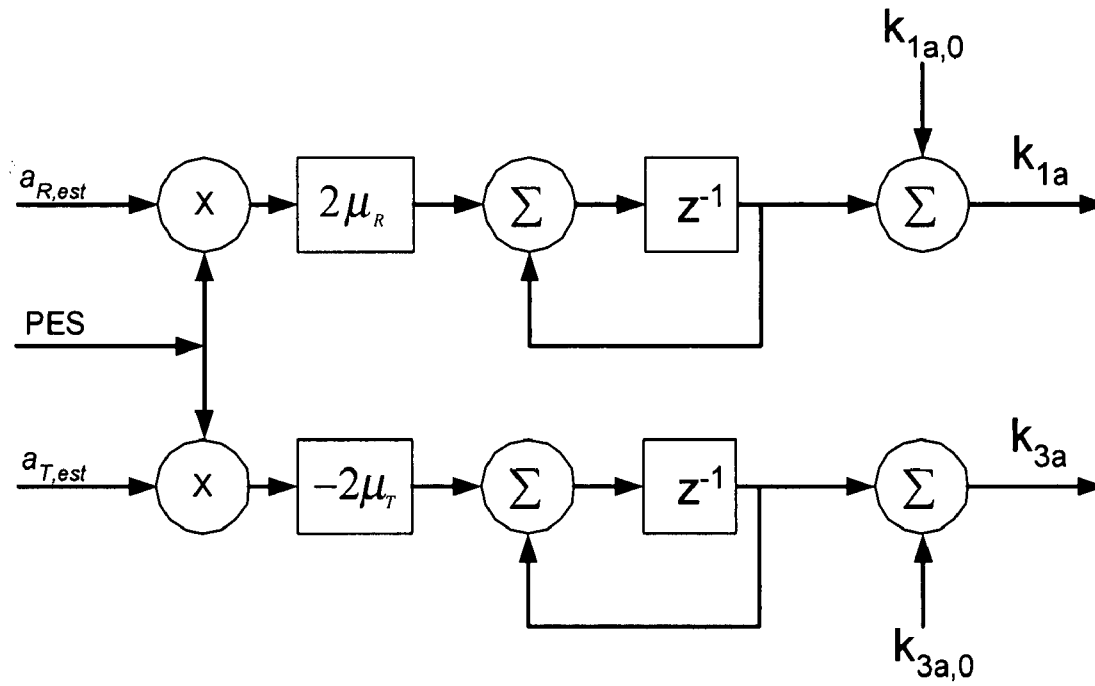 k1a,0
aR,est
x
2μR
Σ
z-1
Σ
k1a
PES
aT,est
x
−2μT
Σ
z-1
Σ
k3a
k3a,0